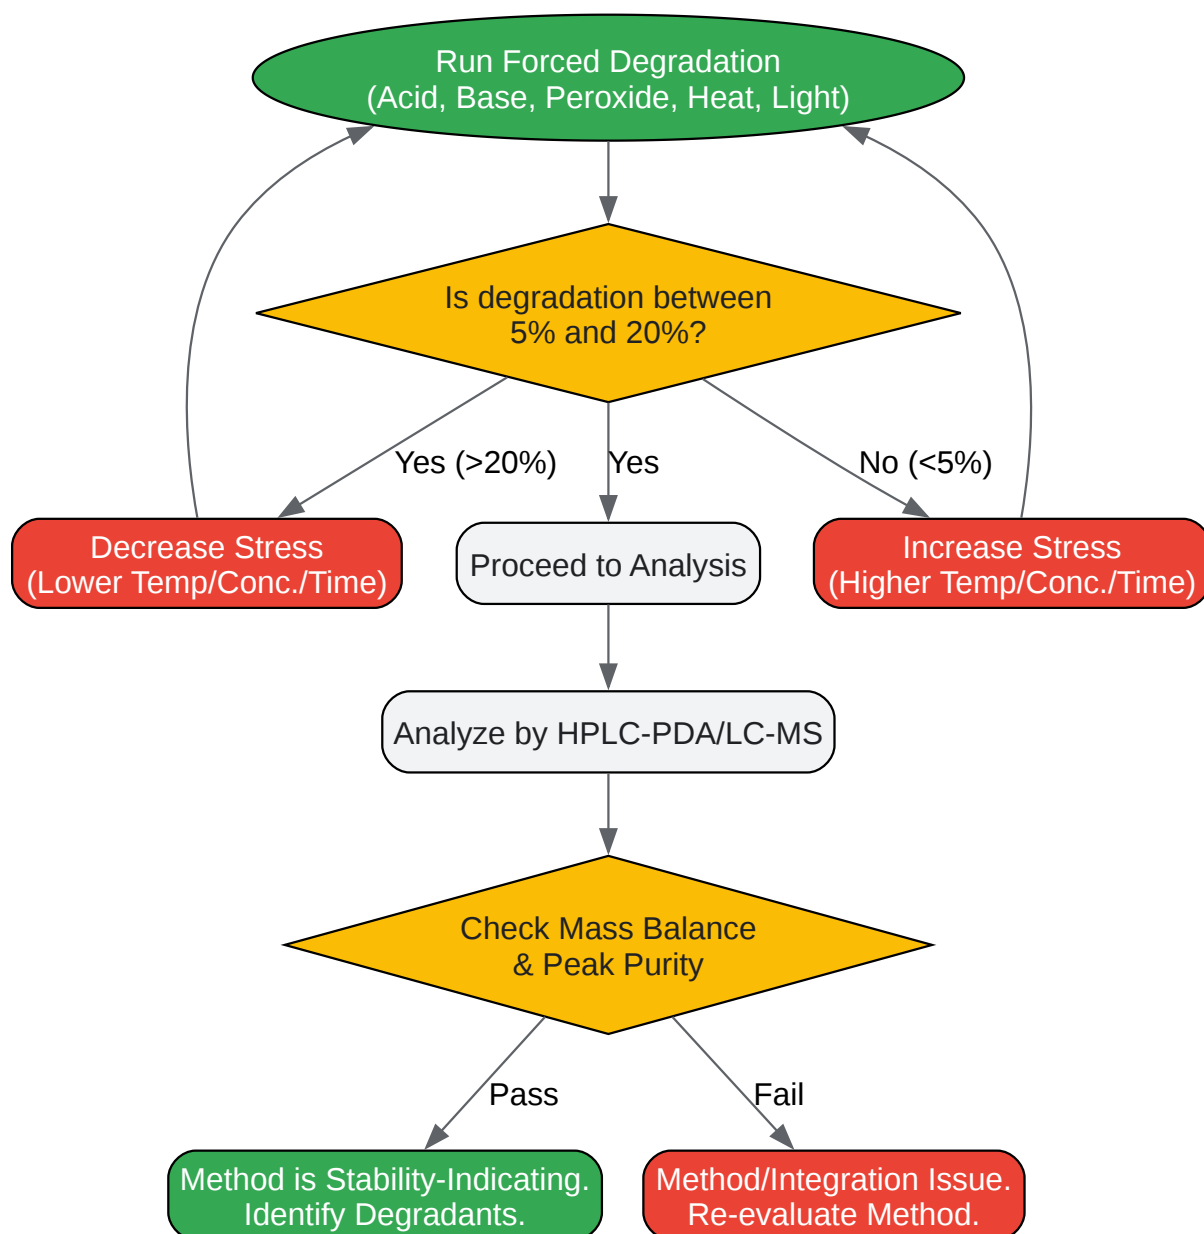 Run Forced Degradation
(Acid, Base, Peroxide, Heat, Light)
Is degradation between
5% and 20%?
Yes (>20%)
Yes
No (<5%)
Decrease Stress
(Lower Temp/Conc./Time)
Proceed to Analysis
Increase Stress
(Higher Temp/Conc./Time)
Analyze by HPLC-PDA/LC-MS
Check Mass Balance
& Peak Purity
Pass
Fail
Method is Stability-Indicating.
Identify Degradants.
Method/Integration Issue.
Re-evaluate Method.